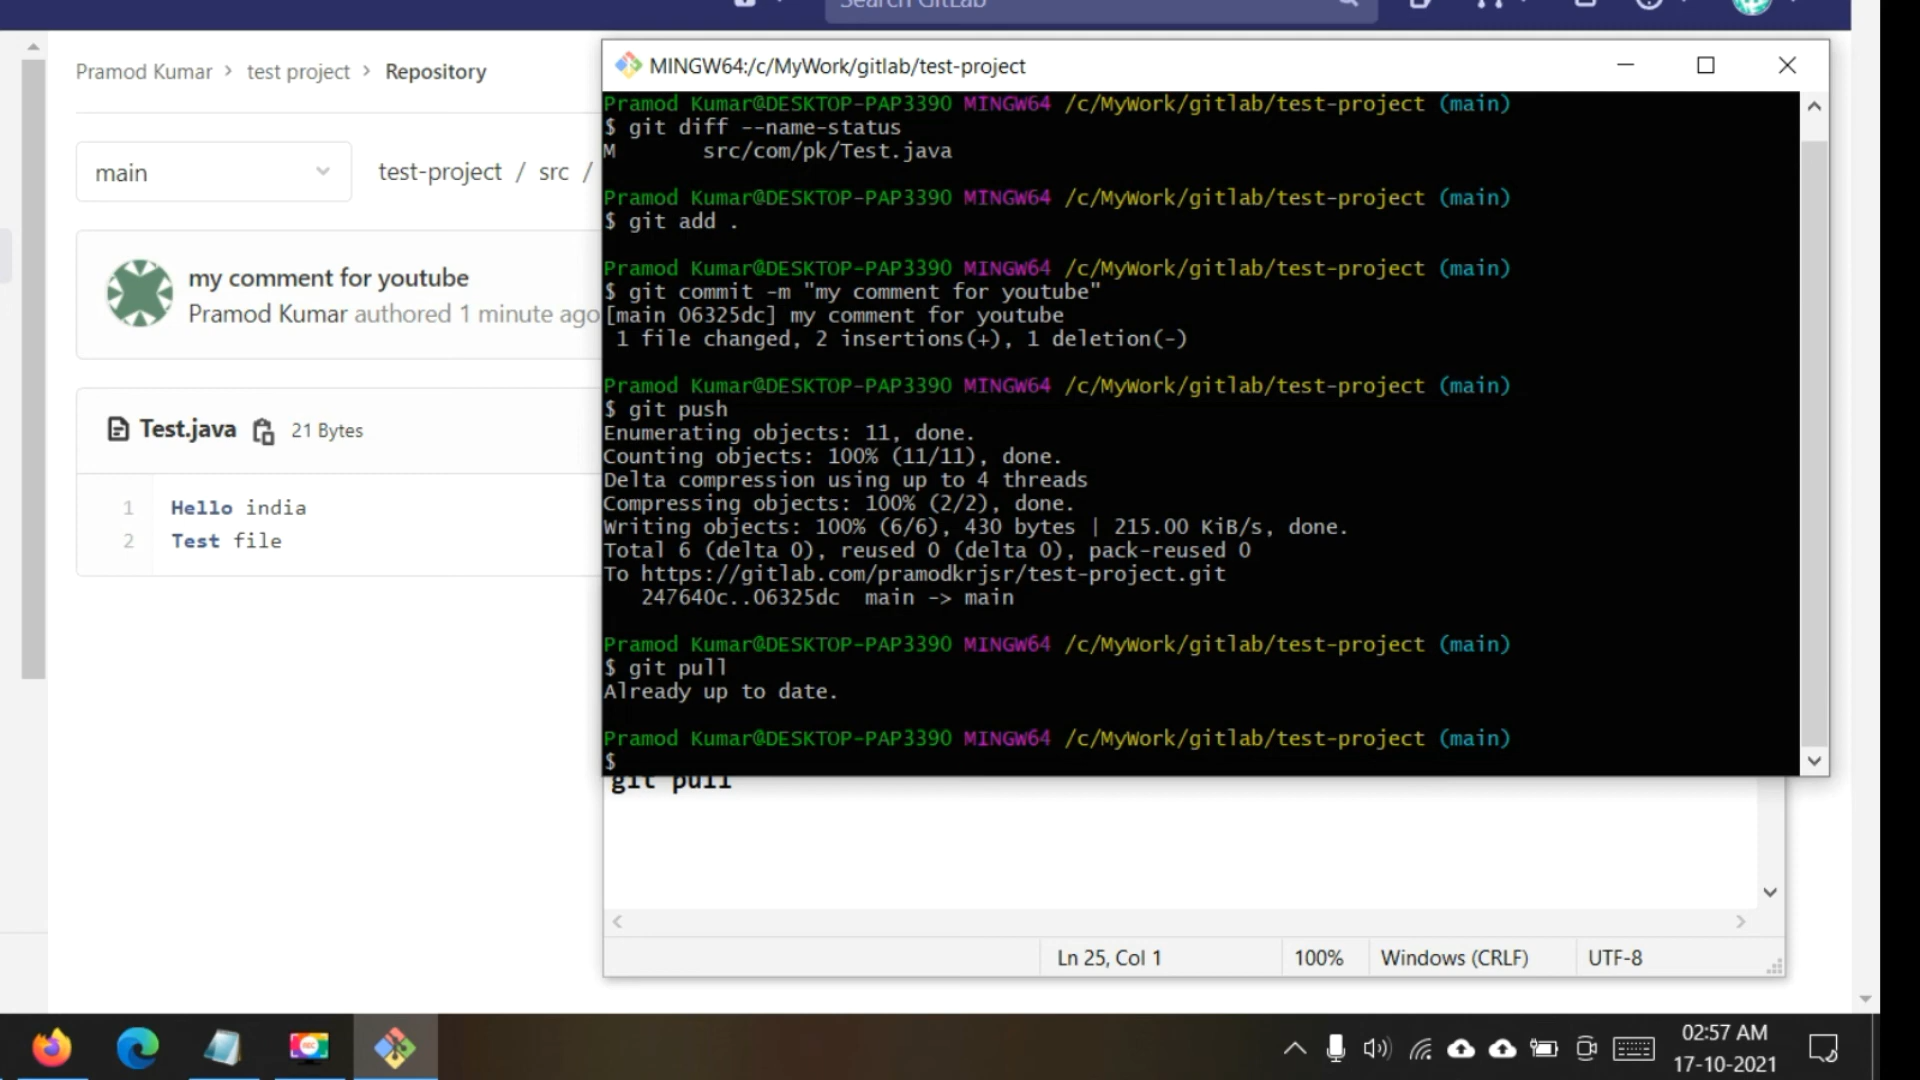 Search GitLab
Pramod Kumar > test project > Repository
main
test-project / src /
my comment for youtube
Pramod Kumar authored 1 minute ago
Test.java 21 Bytes
1 Hello india
2 Test file
MINGW64:/c/MyWork/gitlab/test-project
Pramod Kumar@DESKTOP-PAP3390 MINGW64 /c/MyWork/gitlab/test-project (main)
$ git diff --name-status
M       src/com/pk/Test.java
Pramod Kumar@DESKTOP-PAP3390 MINGW64 /c/MyWork/gitlab/test-project (main)
$ git add .
Pramod Kumar@DESKTOP-PAP3390 MINGW64 /c/MyWork/gitlab/test-project (main)
$ git commit -m "my comment for youtube"
[main 06325dc] my comment for youtube
 1 file changed, 2 insertions(+), 1 deletion(-)
Pramod Kumar@DESKTOP-PAP3390 MINGW64 /c/MyWork/gitlab/test-project (main)
$ git push
Enumerating objects: 11, done.
Counting objects: 100% (11/11), done.
Delta compression using up to 4 threads
Compressing objects: 100% (2/2), done.
Writing objects: 100% (6/6), 430 bytes | 215.00 KiB/s, done.
Total 6 (delta 0), reused 0 (delta 0), pack-reused 0
To https://gitlab.com/pramodkrjsr/test-project.git
   247640c..06325dc  main -> main
Pramod Kumar@DESKTOP-PAP3390 MINGW64 /c/MyWork/gitlab/test-project (main)
$ git pull
Already up to date.
Pramod Kumar@DESKTOP-PAP3390 MINGW64 /c/MyWork/gitlab/test-project (main)
$
git pull
Ln 25, Col 1 100% Windows (CRLF) UTF-8
REC
02:57 AM
17-10-2021